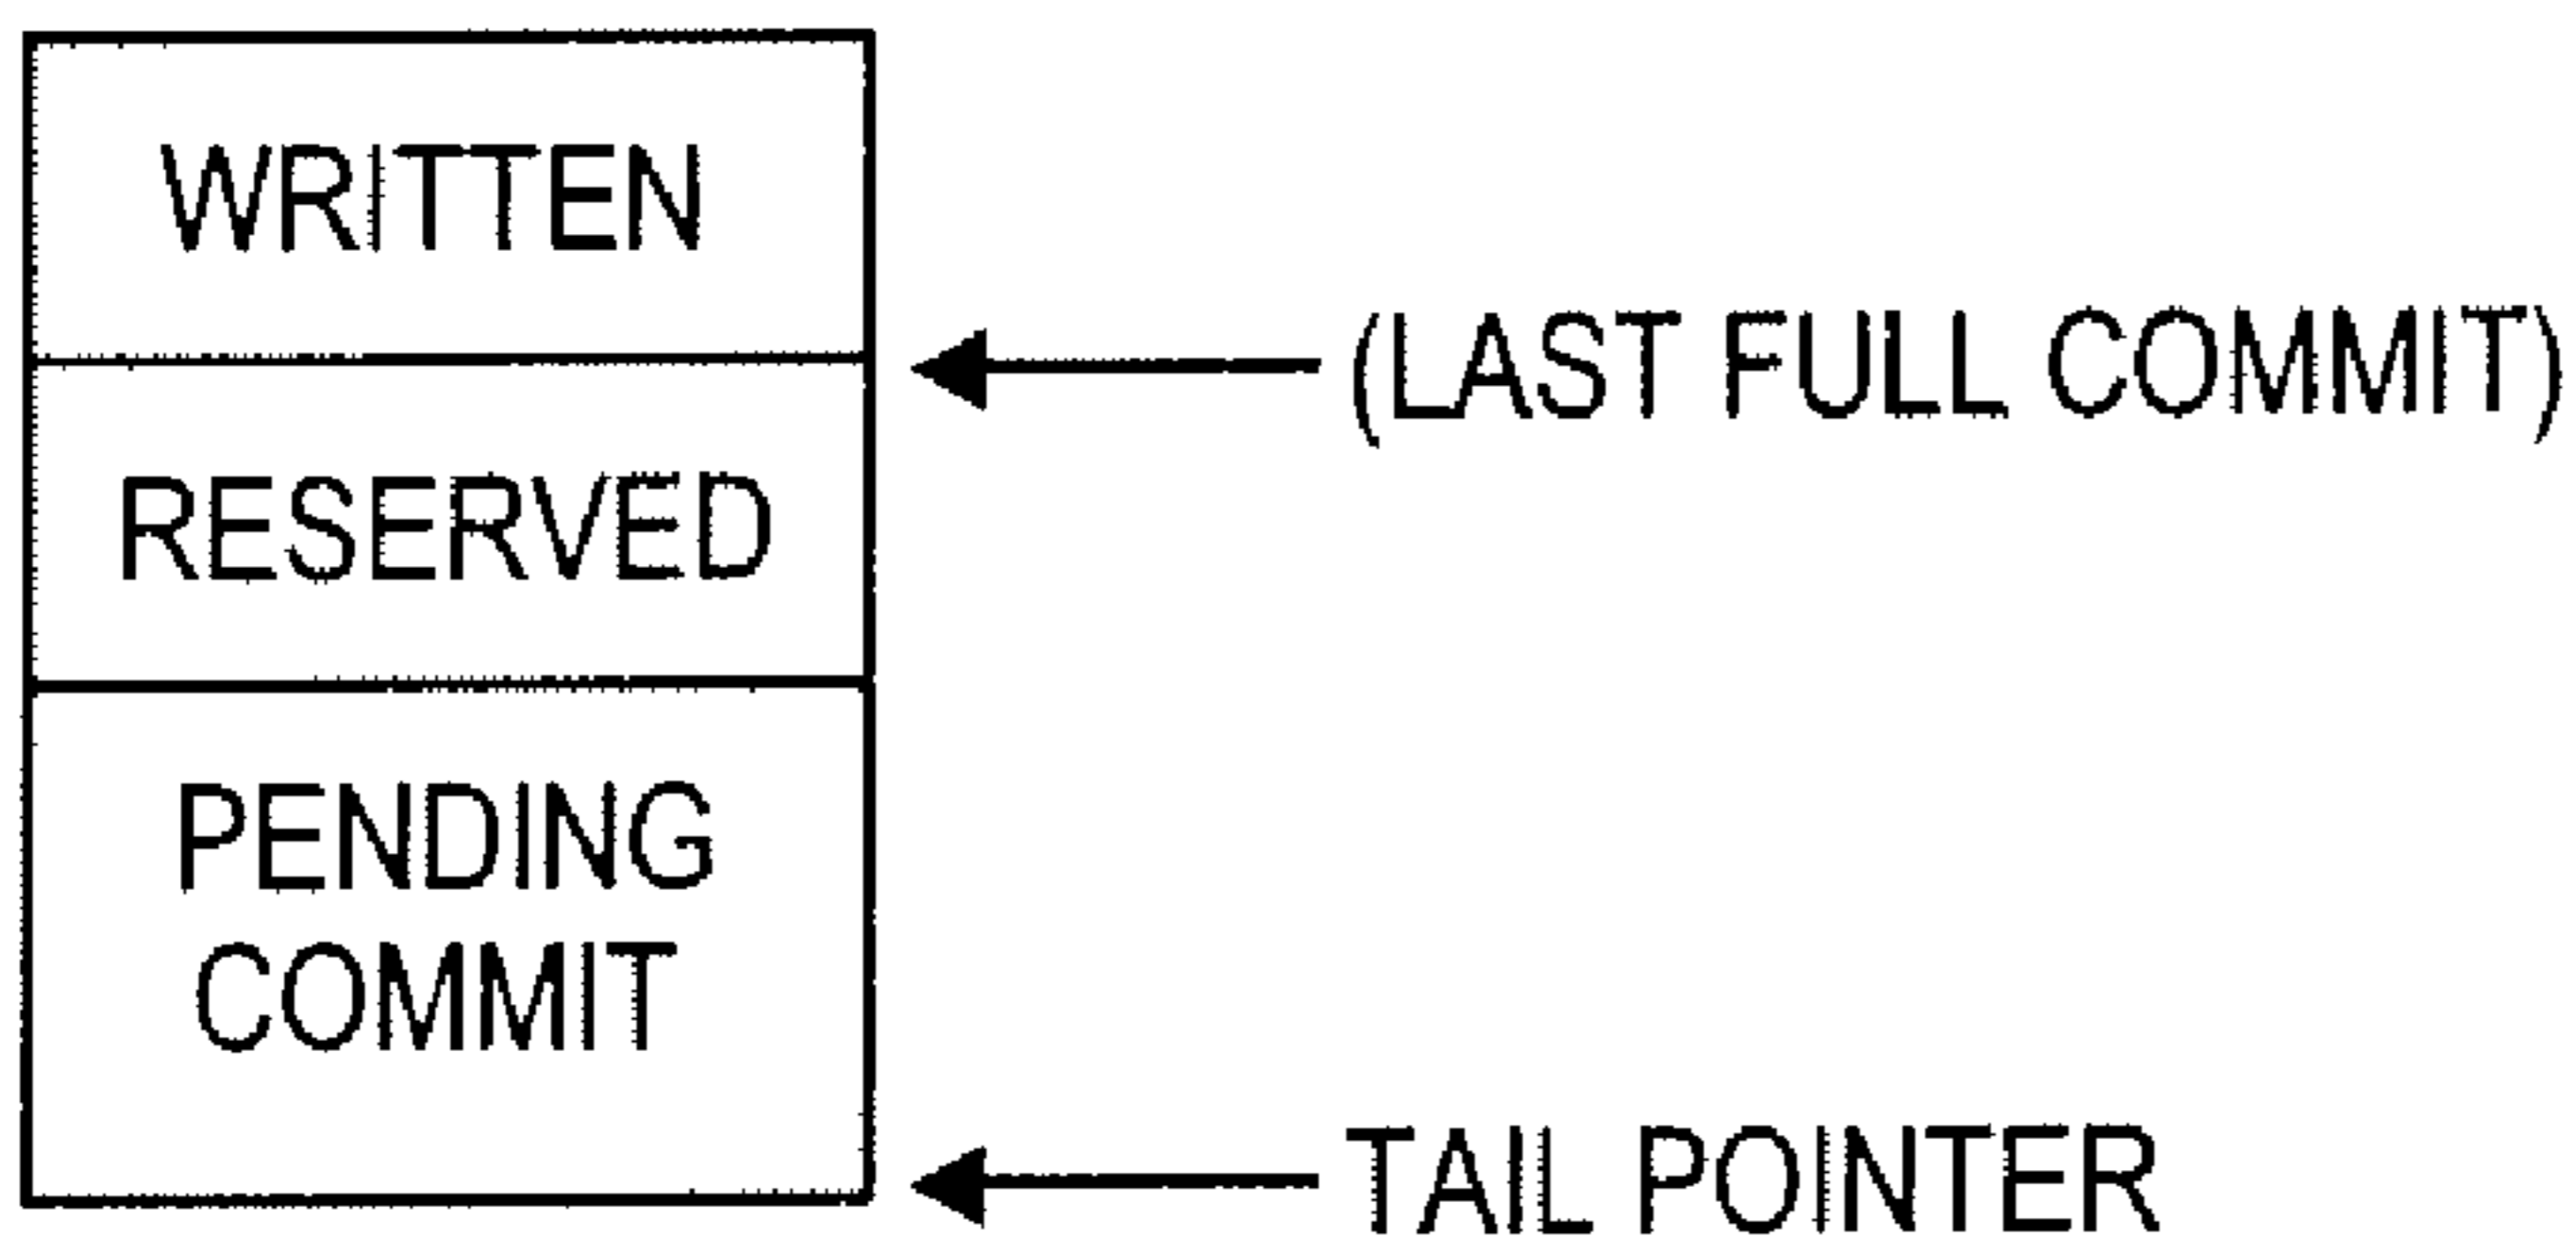 WRITTEN
(LAST FULL COMMIT)
RESERVED
PENDING
COMMIT
TAIL POINTER